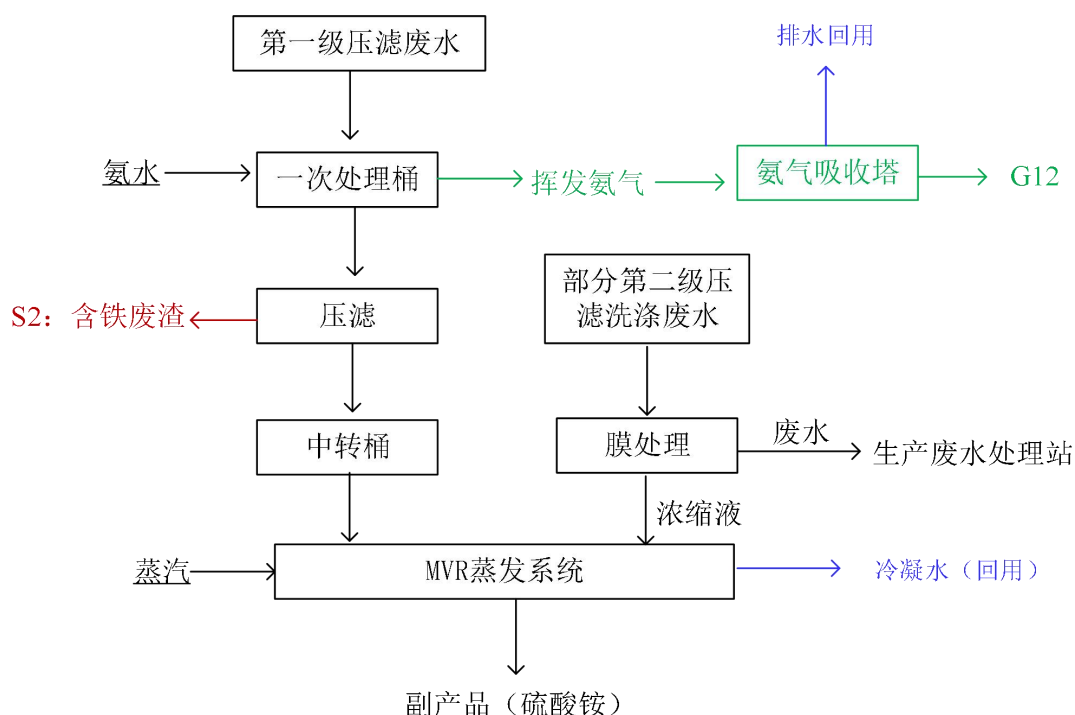 第一级压滤废水
排水回用
氨水
一次处理桶
挥发氨气
氨气吸收塔
G12
部分第二级压
滤洗涤废水
S2：含铁废渣
压滤
中转桶
膜处理
废水
生产废水处理站
浓缩液
蒸汽
MVR蒸发系统
冷凝水（回用）
副产品（硫酸铵）